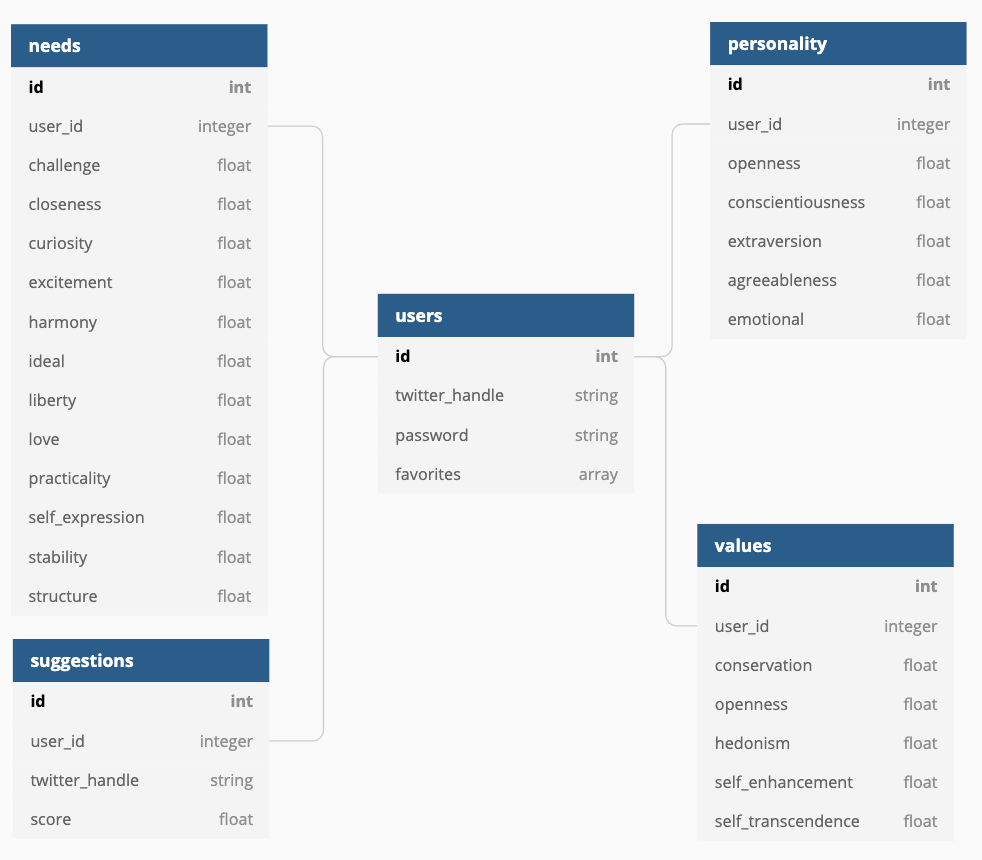 needs
id int
user_id integer
challenge float
closeness float
curiosity float
excitement float
harmony float
ideal float
liberty float
love float
practicality float
self_expression float
stability float
structure float
suggestions
id int
user_id integer
twitter_handle string
score float
users
id int
twitter_handle string
password string
favorites array
personality
id int
user_id integer
openness float
conscientiousness float
extraversion float
agreeableness float
emotional float
values
id int
user_id integer
conservation float
openness float
hedonism float
self_enhancement float
self_transcendence float